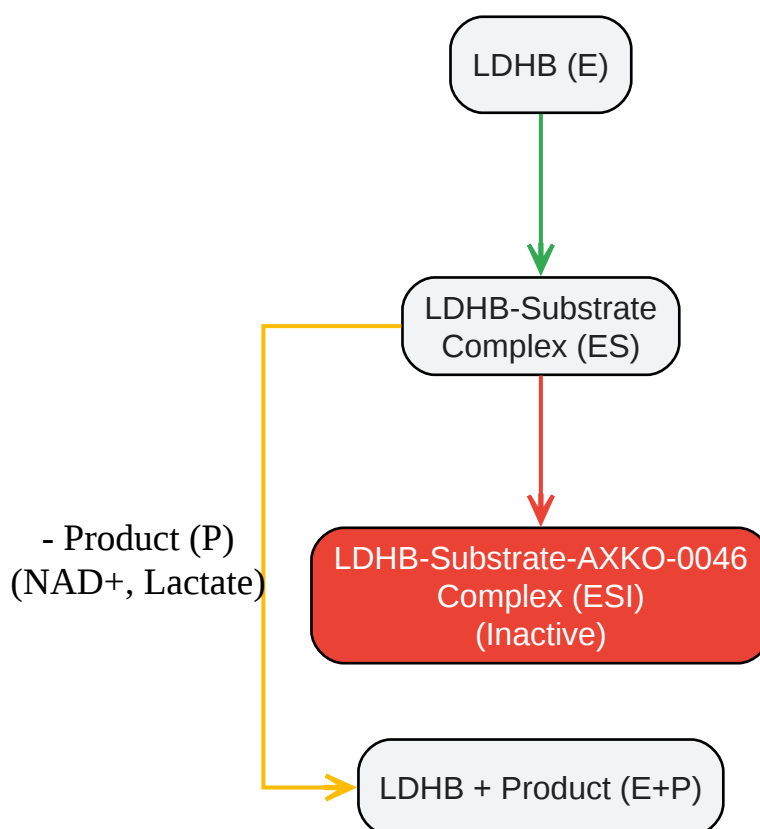 LDHB (E)
LDHB-Substrate
Complex (ES)
- Product (P)
(NAD+, Lactate)
LDHB-Substrate-AXKO-0046
Complex (ESI)
(Inactive)
LDHB + Product (E+P)